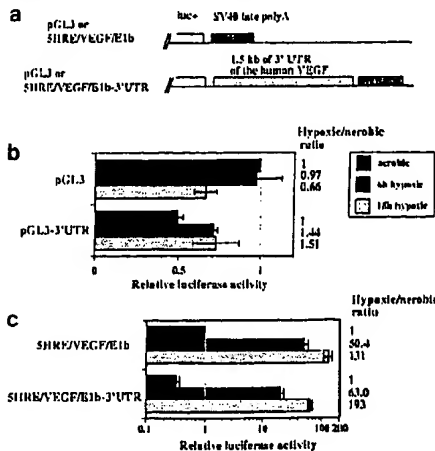 a
luc+ SV40 late polyA
pGL3 or
5HRE/VEGF/E1b
1.5 kb of 3' UTR
of the human VEGF
pGL3 or
5HRE/VEGF/E1b-3'UTR
Hypoxic/aerobic
ratio
b
pGL3
1
0.97
0.66
aerobic
6h hypoxic
16h hypoxic
pGL3-3'UTR
1
1.44
1.51
0 0.5 1
Relative luciferase activity
Hypoxic/aerobic
ratio
c
5HRE/VEGF/E1b
1
50.4
131
5HRE/VEGF/E1b-3'UTR
1
63.0
193
0.1 1 10 100 200
Relative luciferase activity